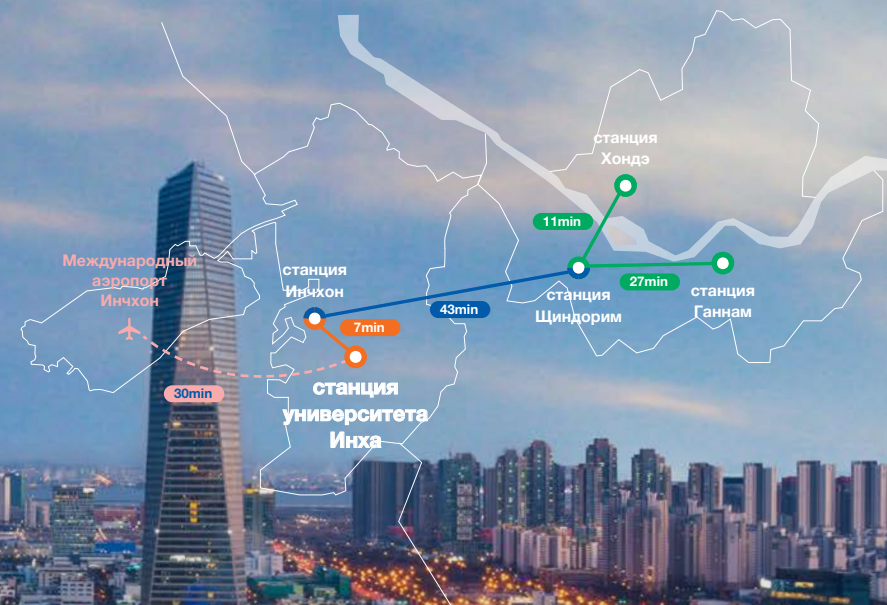 станция
Хондэ
11min
Международный
аэропорт
Инчхон
станция
Инчхон
27min
станция
Щиндорим
станция
Ганнам
43min
7min
30min
станция
университета
Инха